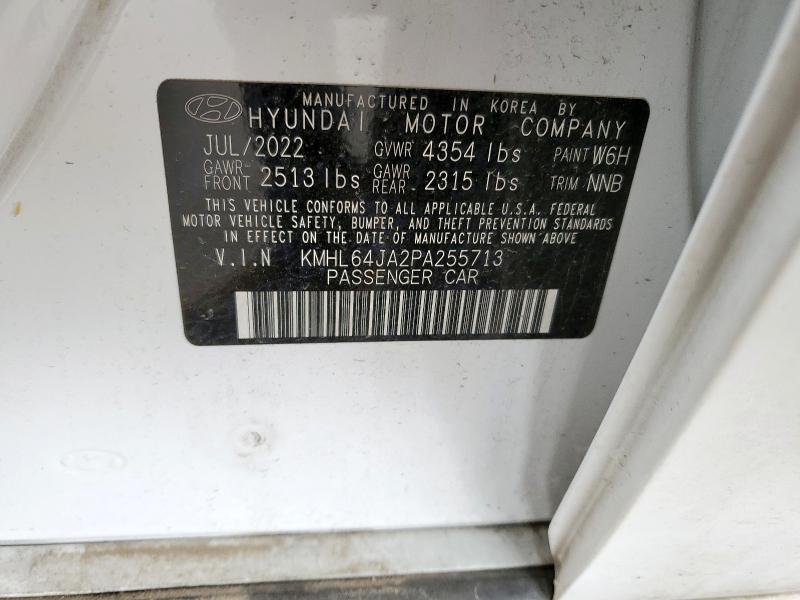 MANUFACTURED IN KOREA BY
HYUNDAI MOTOR COMPANY
JUL/2022 GVWR 4354 lbs PAINT W6H
GAWR FRONT 2513 lbs GAWR REAR 2315 lbs TRIM NNB
THIS VEHICLE CONFORMS TO ALL APPLICABLE U.S.A. FEDERAL
MOTOR VEHICLE SAFETY, BUMPER, AND THEFT PREVENTION STANDARDS
IN EFFECT ON THE DATE OF MANUFACTURE SHOWN ABOVE
V.I.N KMHL64JA2PA255713
PASSENGER CAR